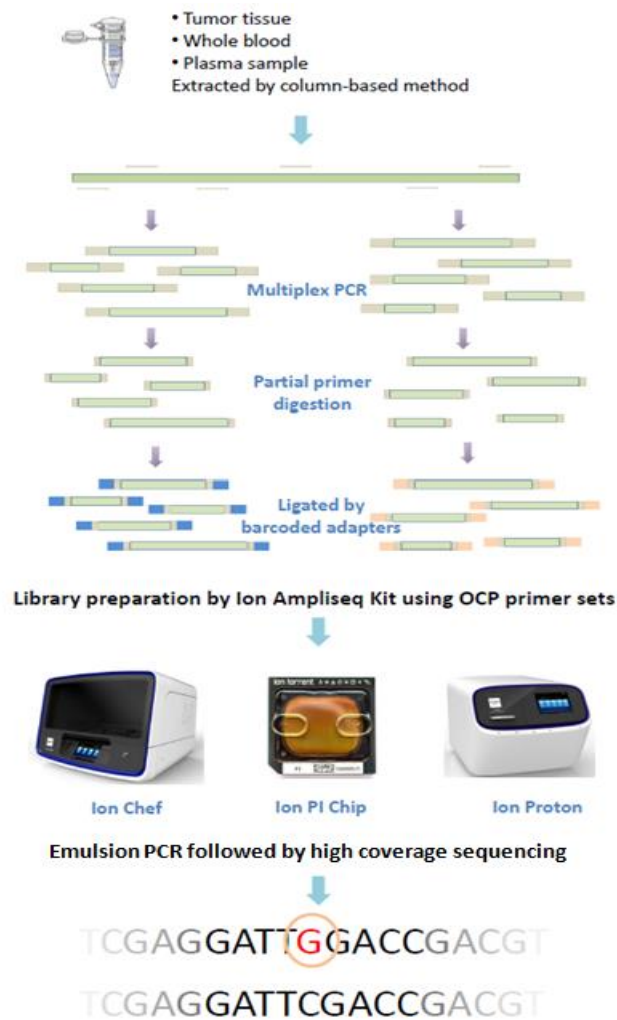 • Tumor tissue
• Whole blood
• Plasma sample
Extracted by column-based method
Multiplex PCR
Partial primer
digestion
Ligated by
barcoded adapters
Library preparation by Ion Ampliseq Kit using OCP primer sets
ion torrent
Ion Chef
Ion PI Chip
Ion Proton
Emulsion PCR followed by high coverage sequencing
TCGAGGATTGGACCGACGT
TCGAGGATTCGACCGACGT